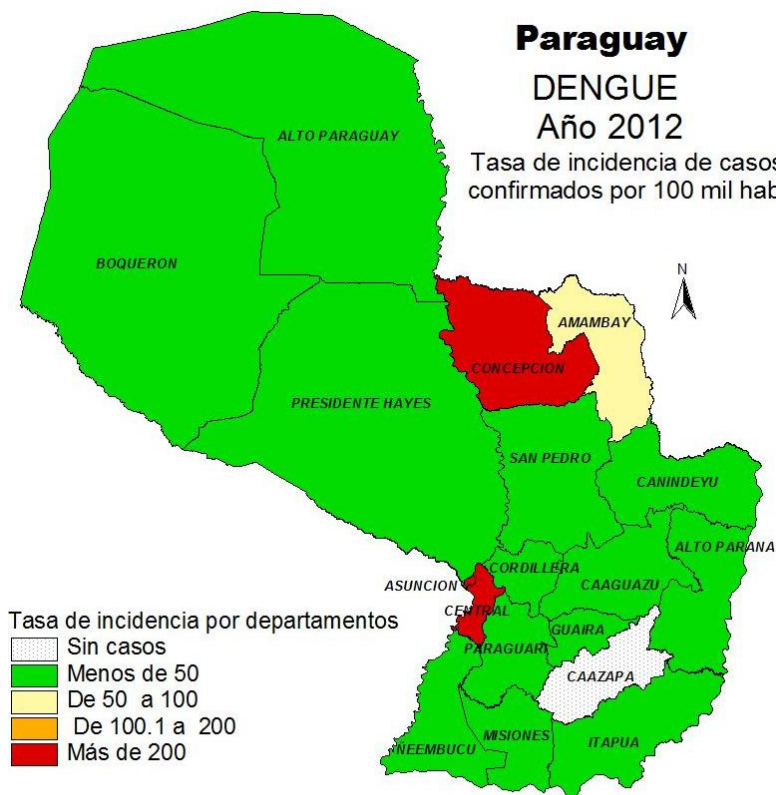 Paraguay
DENGUE
Año 2012
Tasa de incidencia de casos
confirmados por 100 mil hab
N
ALTO PARAGUAY
BOQUERON
AMAMBAY
CONCEPCION
PRESIDENTE HAYES
SAN PEDRO
CANINDEYU
ALTO PARANA
CORDILLERA
ASUNCION
CAAGUAZU
CENTRAL
GUAIRA
PARAGUARI
CAAZAPA
MISIONES
ITAPUA
ÑEEMBUCU
Tasa de incidencia por departamentos
Sin casos
Menos de 50
De 50 a 100
De 100.1 a 200
Más de 200